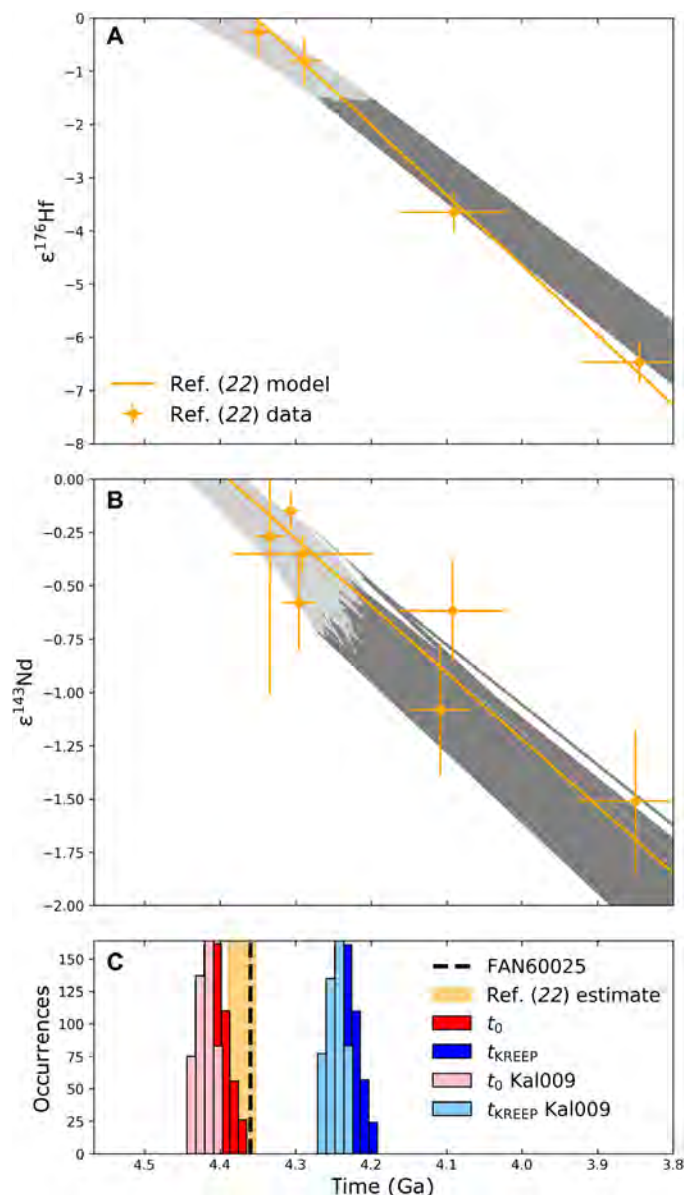 A
0
−1
−2
−3
−4
−5
−6
−7
−8
ε176Hf
Ref. (22) model
Ref. (22) data
B
0.00
−0.25
−0.50
−0.75
−1.00
−1.25
−1.50
−1.75
−2.00
ε143Nd
C
150
125
100
75
50
25
0
Occurrences
FAN60025
Ref. (22) estimate
t0
tKREEP
t0 Kal009
tKREEP Kal009
4.5 4.4 4.3 4.2 4.1 4.0 3.9 3.8
Time (Ga)